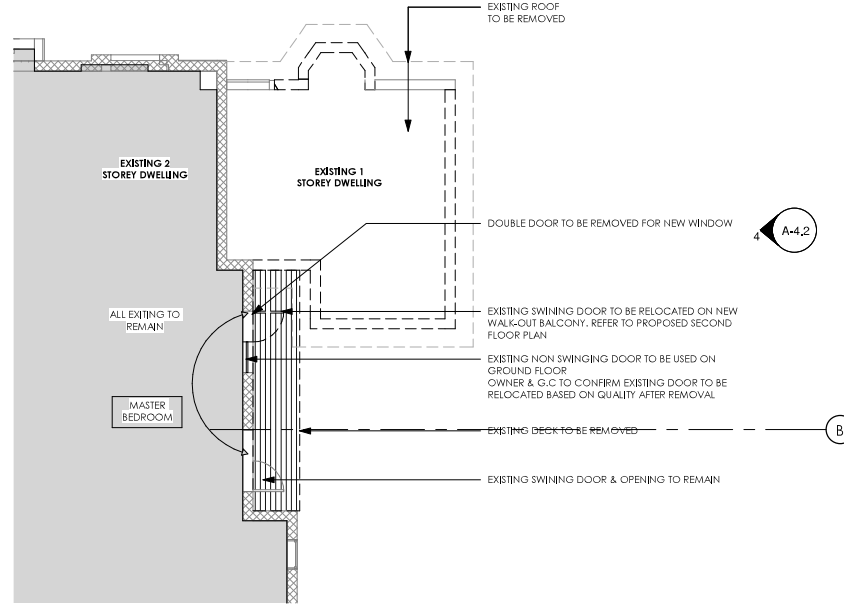 EXISTING ROOF
TO BE REMOVED
EXISTING 2
STOREY DWELLING
EXISTING 1
STOREY DWELLING
DOUBLE DOOR TO BE REMOVED FOR NEW WINDOW
4
A-4.2
ALL EXITING TO
REMAIN
EXISTING SWINING DOOR TO BE RELOCATED ON NEW
WALK-OUT BALCONY. REFER TO PROPOSED SECOND
FLOOR PLAN
EXISTING NON SWINGING DOOR TO BE USED ON
GROUND FLOOR
OWNER & G.C TO CONFIRM EXISTING DOOR TO BE
RELOCATED BASED ON QUALITY AFTER REMOVAL
MASTER
BEDROOM
EXISTING DECK TO BE REMOVED
B
EXISTING SWINING DOOR & OPENING TO REMAIN